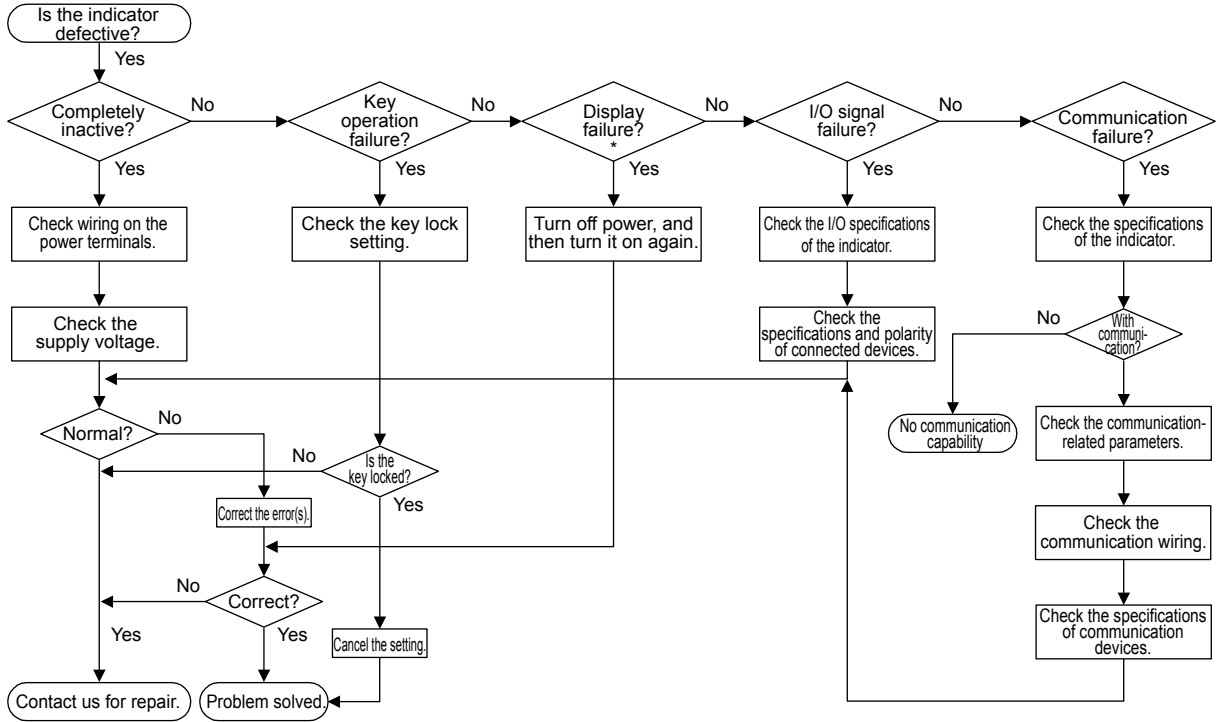 Is the indicator
defective?
Yes
Completely
inactive?
No
Key
operation
failure?
No
Display
failure?
*
No
I/O signal
failure?
No
Communication
failure?
Yes
Yes
Yes
Yes
Yes
Check wiring on the
power terminals.
Check the key lock
setting.
Turn off power, and
then turn it on again.
Check the I/O specifications
of the indicator.
Check the specifications
of the indicator.
Check the
supply voltage.
Check the
specifications and polarity
of connected devices.
No
With
communi-
cation?
Yes
Normal?
No
No communication
capability
Check the communication-
related parameters.
No
Is the
key locked?
Yes
Correct the error(s).
Check the
communication wiring.
No
Correct?
Yes
Yes
Cancel the setting.
Check the specifications
of communication
devices.
Contact us for repair.
Problem solved.